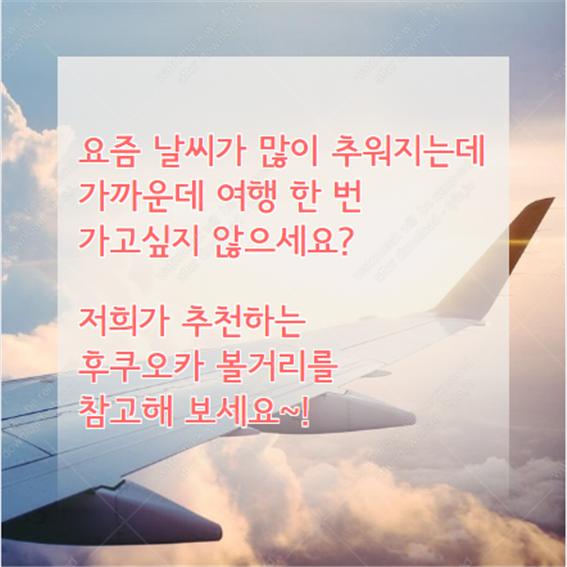 요즘 날씨가 많이 추워지는데
가까운데 여행 한 번
가고싶지 않으세요?
저희가 추천하는
후쿠오카 볼거리를
참고해 보세요~!